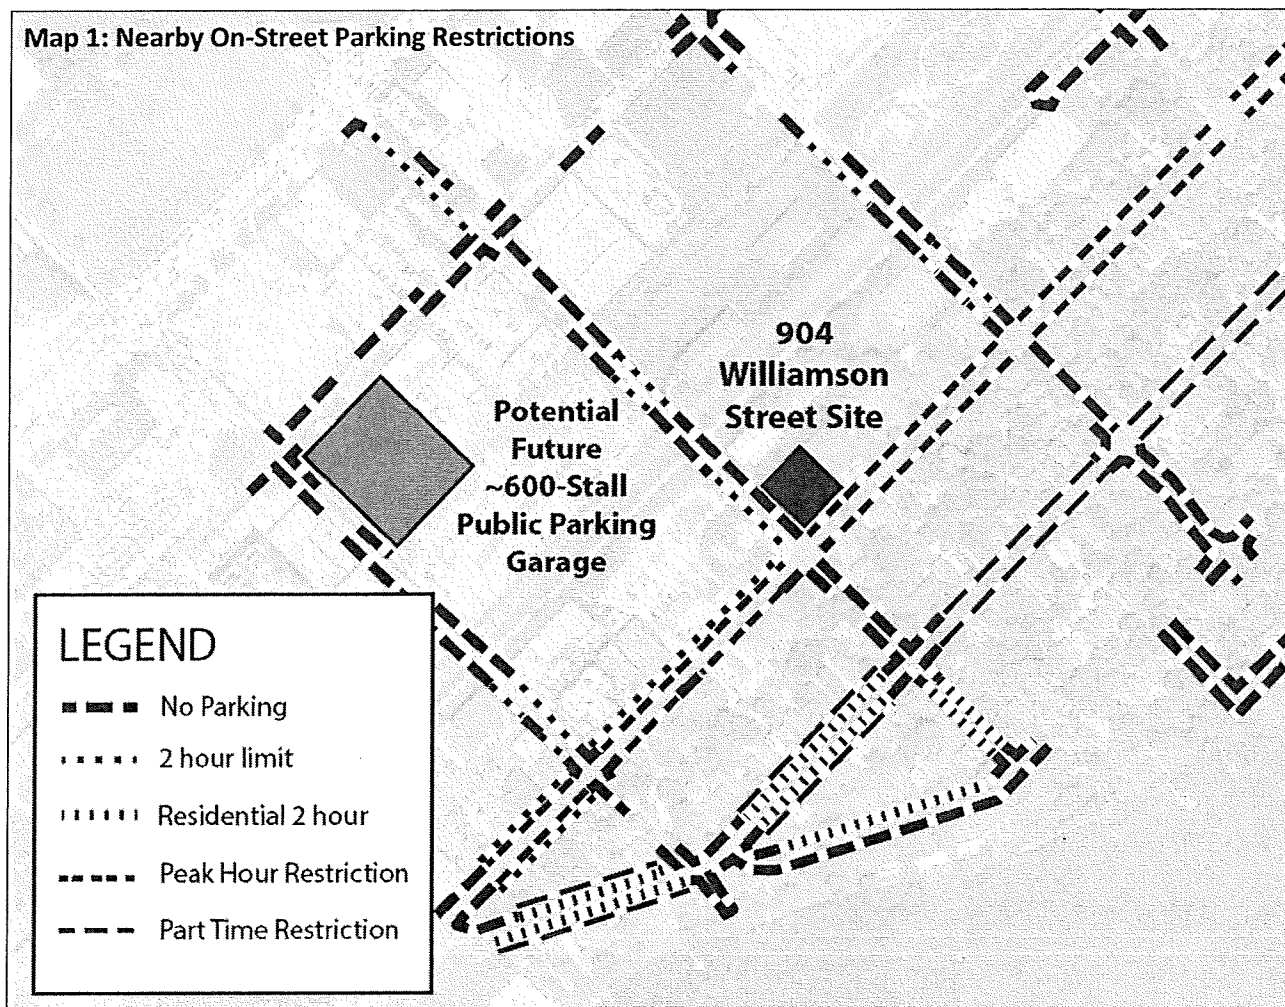 Map 1: Nearby On-Street Parking Restrictions
904
Williamson
Street Site
Potential
Future
~600-Stall
Public Parking
Garage
LEGEND
No Parking
2 hour limit
Residential 2 hour
Peak Hour Restriction
Part Time Restriction